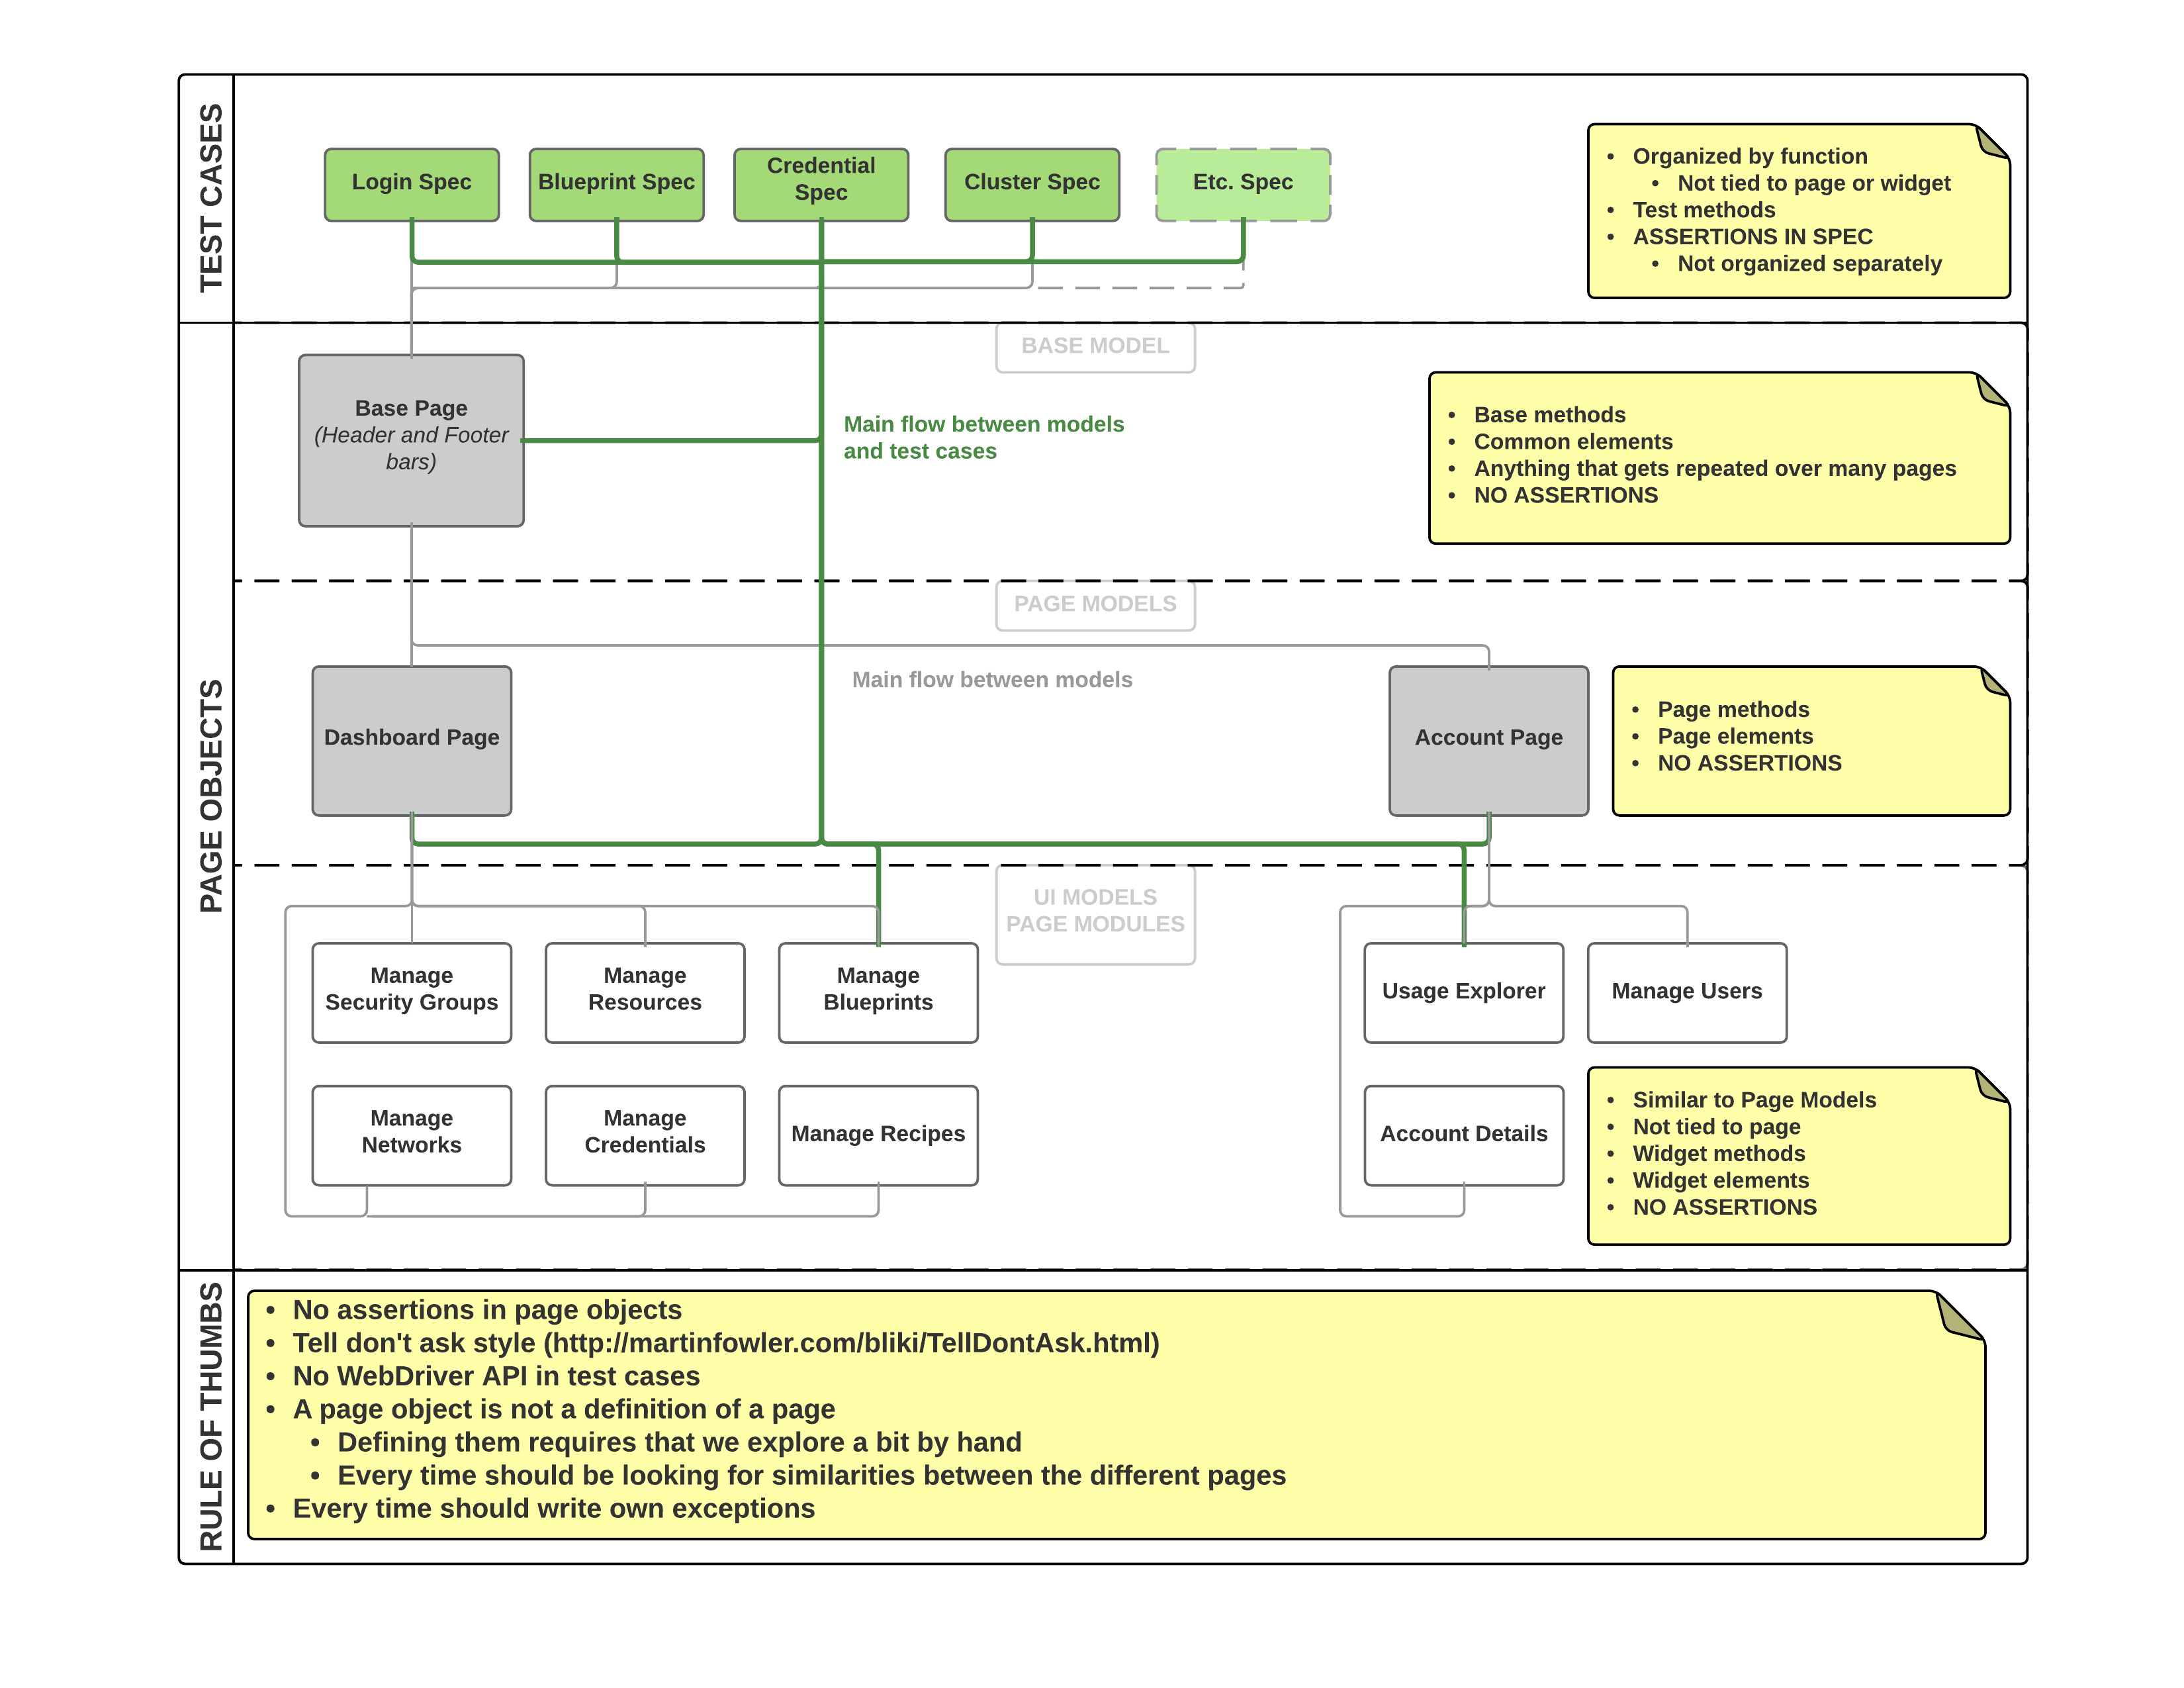 TEST CASES
Login Spec
Blueprint Spec
Credential
Spec
Cluster Spec
Etc. Spec
• Organized by function
• Not tied to page or widget
• Test methods
• ASSERTIONS IN SPEC
• Not organized separately
PAGE OBJECTS
BASE MODEL
Base Page
(Header and Footer
bars)
Main flow between models
and test cases
• Base methods
• Common elements
• Anything that gets repeated over many pages
• NO ASSERTIONS
PAGE MODELS
Main flow between models
Dashboard Page
Account Page
• Page methods
• Page elements
• NO ASSERTIONS
UI MODELS
PAGE MODULES
Manage
Security Groups
Manage
Resources
Manage
Blueprints
Usage Explorer
Manage Users
Manage
Networks
Manage
Credentials
Manage Recipes
Account Details
• Similar to Page Models
• Not tied to page
• Widget methods
• Widget elements
• NO ASSERTIONS
RULE OF THUMBS
• No assertions in page objects
• Tell don't ask style (http://martinfowler.com/bliki/TellDontAsk.html)
• No WebDriver API in test cases
• A page object is not a definition of a page
• Defining them requires that we explore a bit by hand
• Every time should be looking for similarities between the different pages
• Every time should write own exceptions